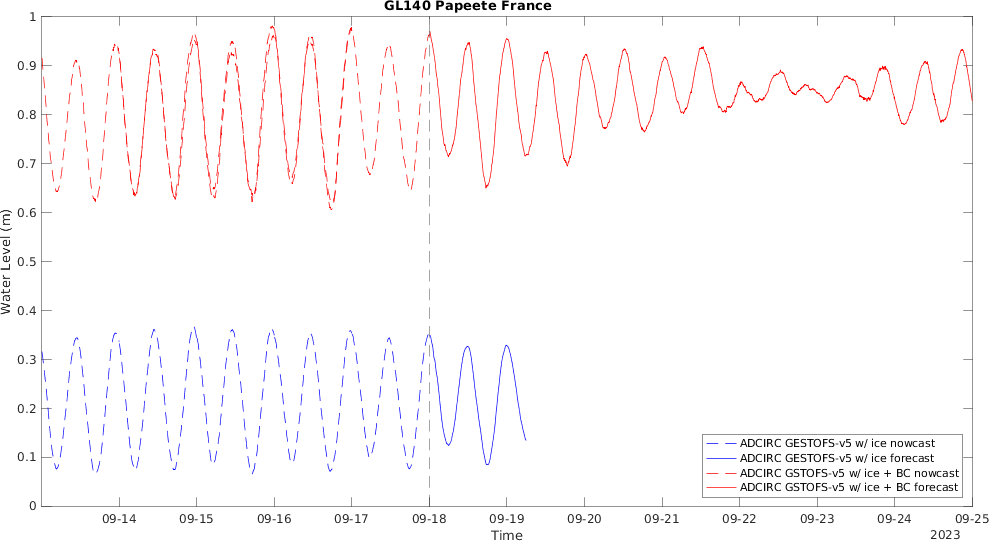 GL140 Papeete France
1
0.9
0.8
0.7
0.6
0.5
0.4
0.3
0.2
0.1
0
Water Level (m)
09-14 09-15 09-16 09-17 09-18 09-19 09-20 09-21 09-22 09-23 09-24 09-25
Time
2023
ADCIRC GESTOFS-v5 w/ ice nowcast
ADCIRC GESTOFS-v5 w/ ice forecast
ADCIRC GSTOFS-v5 w/ ice + BC nowcast
ADCIRC GSTOFS-v5 w/ ice + BC forecast